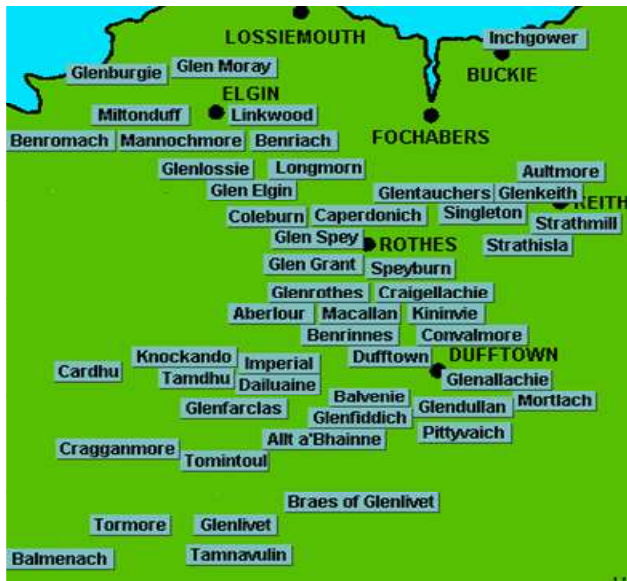 LOSSIEMOUTH
Inchgower
BUCKIE
Glenburgie
Glen Moray
ELGIN
Miltonduff
Linkwood
FOCHABERS
Benromach
Mannochmore
Benriach
Glenlossie
Longmorn
Aultmore
Glen Elgin
Glentauchers
Glenkeith
KEITH
Coleburn
Caperdonich
Singleton
Strathmill
Glen Spey
ROTHES
Strathisla
Glen Grant
Speyburn
Glenrothes
Craigellachie
Aberlour
Macallan
Kininvie
Benrinnes
Convalmore
Knockando
Imperial
Dufftown
DUFFTOWN
Cardhu
Tamdhu
Dailuaine
Glenallachie
Balvenie
Mortlach
Glenfarclas
Glenfiddich
Glendullan
Allt a'Bhainne
Pittyvaich
Cragganmore
Tomintoul
Braes of Glenlivet
Tormore
Glenlivet
Balmenach
Tamnavulin